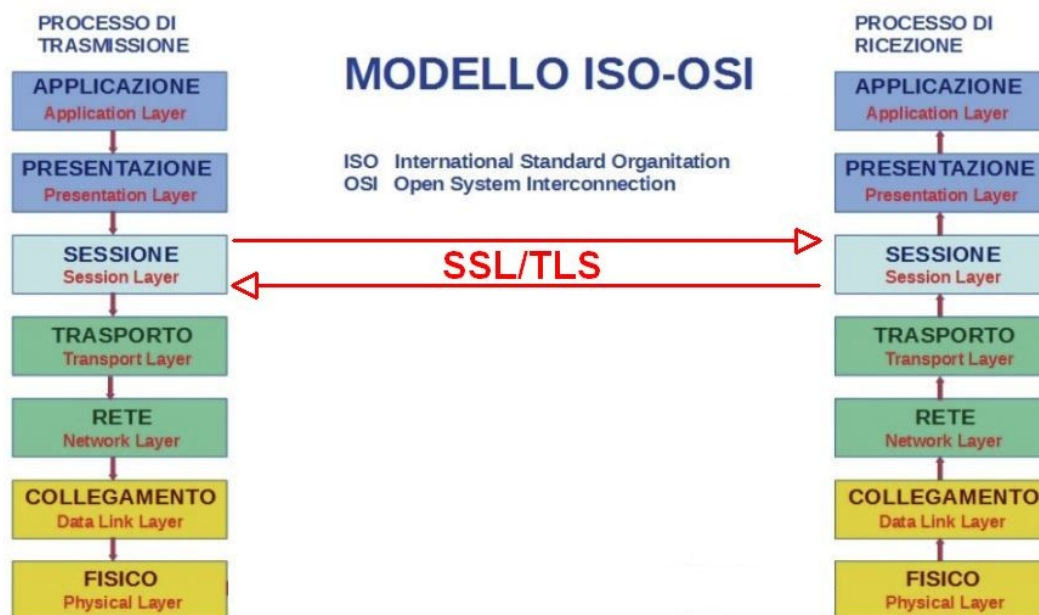 PROCESSO DI
TRASMISSIONE
APPLICAZIONE
Application Layer
PRESENTAZIONE
Presentation Layer
SESSIONE
Session Layer
TRASPORTO
Transport Layer
RETE
Network Layer
COLLEGAMENTO
Data Link Layer
FISICO
Physical Layer
MODELLO ISO-OSI
ISO International Standard Organitation
OSI Open System Interconnection
SSL/TLS
PROCESSO DI
RICEZIONE
APPLICAZIONE
Application Layer
PRESENTAZIONE
Presentation Layer
SESSIONE
Session Layer
TRASPORTO
Transport Layer
RETE
Network Layer
COLLEGAMENTO
Data Link Layer
FISICO
Physical Layer